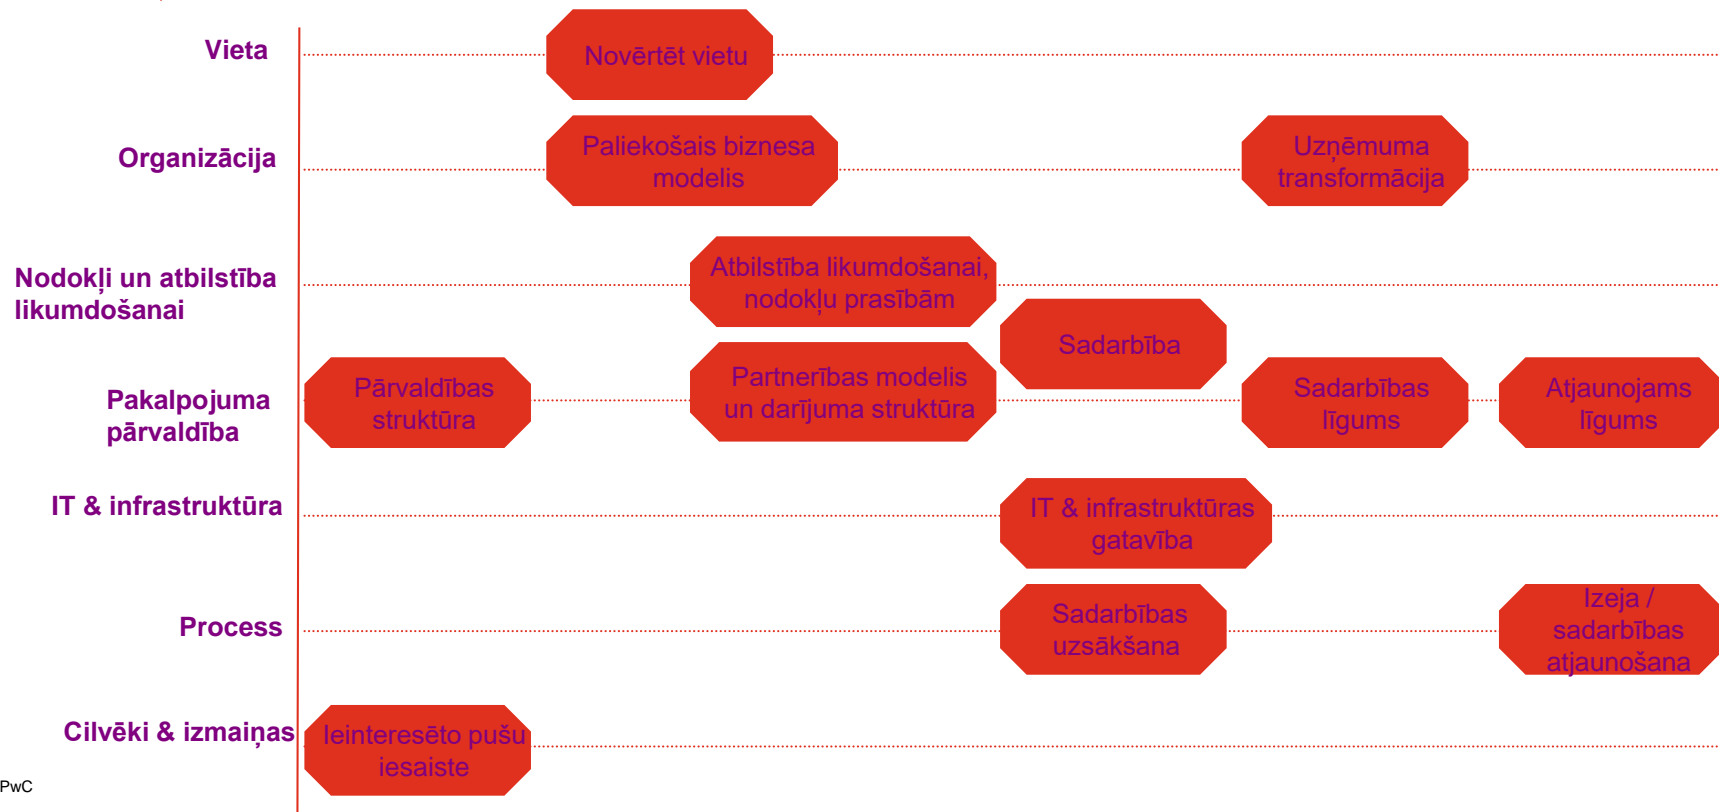 Vieta
Novērtēt vietu
Organizācija
Paliekošais biznesa
modelis
Uzņēmuma
transformācija
Nodokļi un atbilstība
likumdošanai
Atbilstība likumdošanai,
nodokļu prasībām
Sadarbība
Pakalpojuma
pārvaldība
Pārvaldības
struktūra
Partnerības modelis
un darījuma struktūra
Sadarbības
līgums
Atjaunojams
līgums
IT & infrastruktūra
IT & infrastruktūras
gatavība
Process
Sadarbības
uzsākšana
Izeja /
sadarbības
atjaunošana
Cilvēki & izmaiņas
Ieinteresēto pušu
iesaiste
PwC